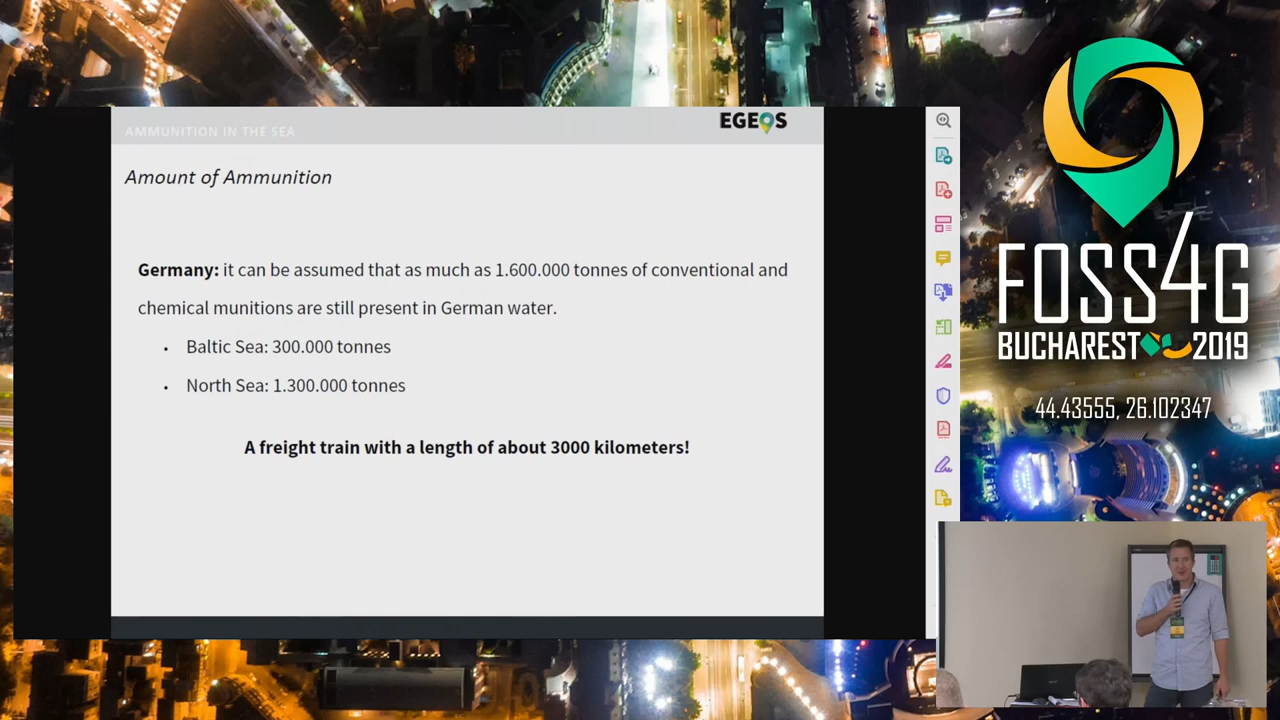 AMMUNITION IN THE SEA
EGEOS
Amount of Ammunition
Germany: it can be assumed that as much as 1.600.000 tonnes of conventional and
chemical munitions are still present in German water.
• Baltic Sea: 300.000 tonnes
• North Sea: 1.300.000 tonnes
A freight train with a length of about 3000 kilometers!
FOSS4G
BUCHAREST 2019
44.43555, 26.102347